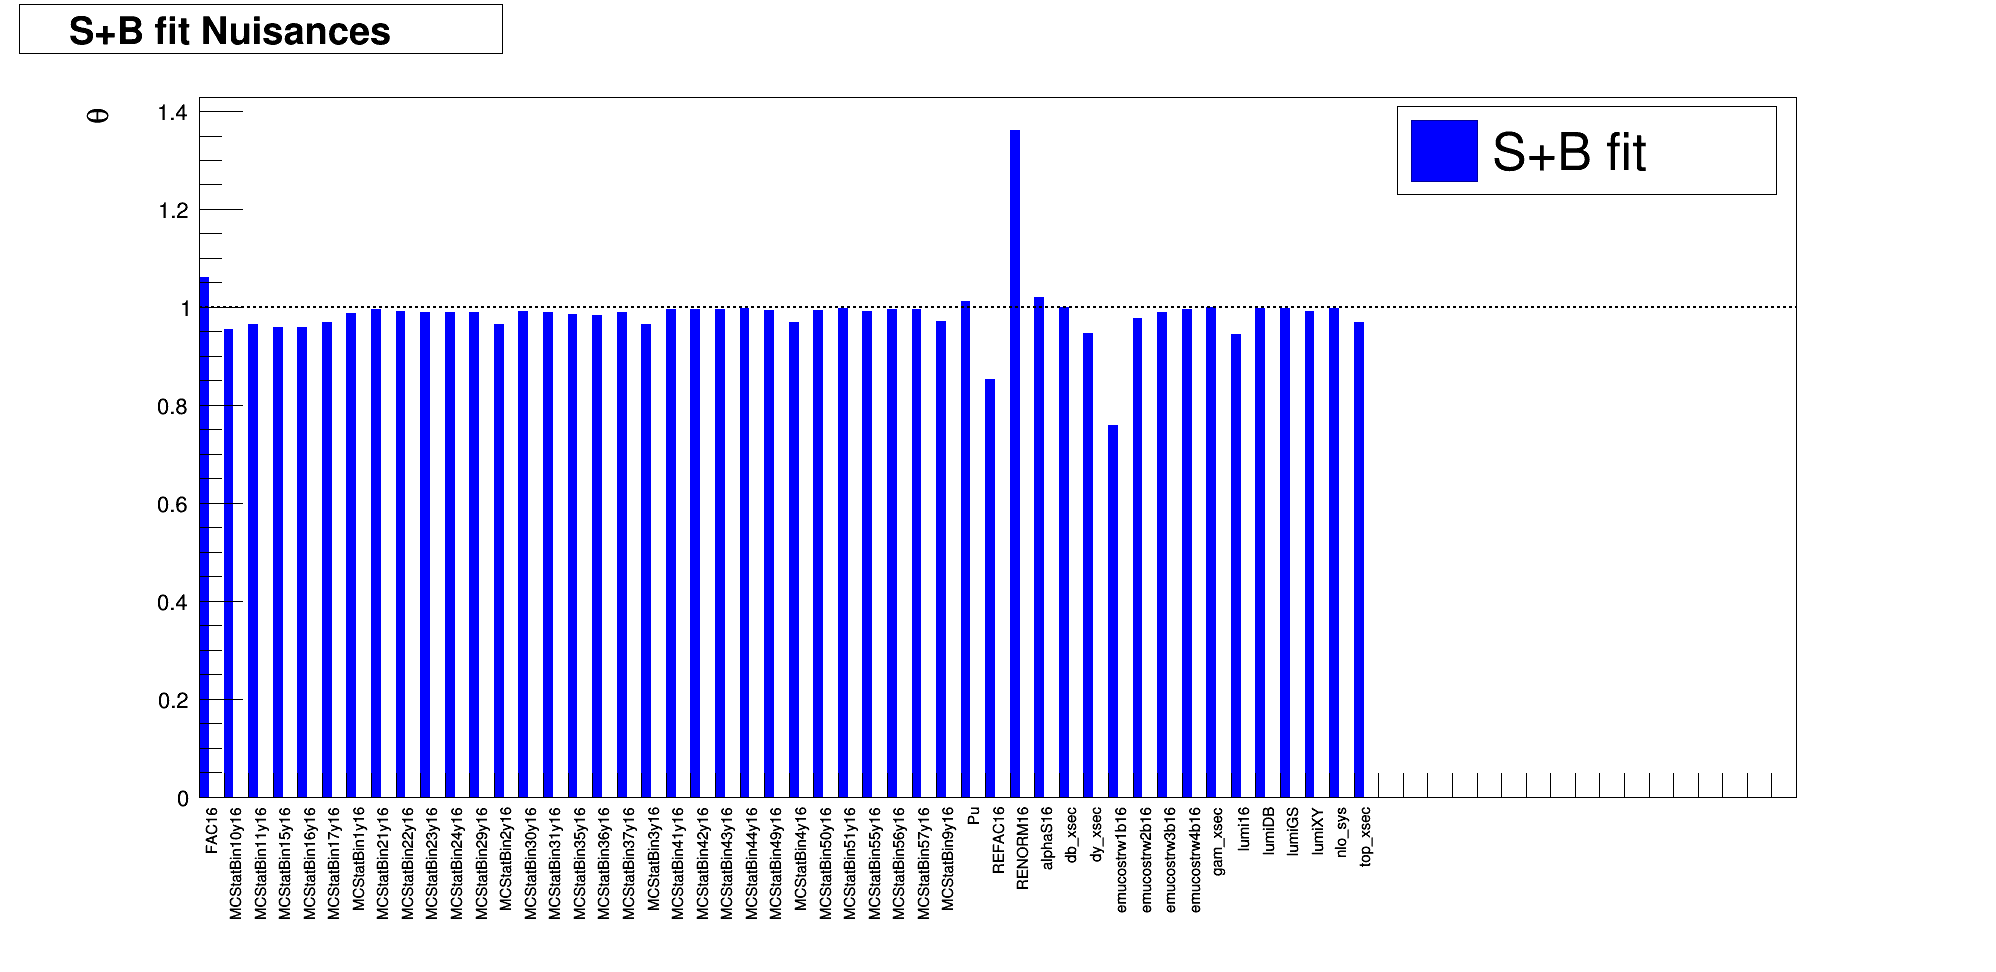 S+B fit Nuisances
θ
1.4
1.2
1
0.8
0.6
0.4
0.2
0
S+B fit
FAC16
MCStatBin10y16
MCStatBin11y16
MCStatBin15y16
MCStatBin16y16
MCStatBin17y16
MCStatBin1y16
MCStatBin21y16
MCStatBin22y16
MCStatBin23y16
MCStatBin24y16
MCStatBin29y16
MCStatBin2y16
MCStatBin30y16
MCStatBin31y16
MCStatBin35y16
MCStatBin36y16
MCStatBin37y16
MCStatBin3y16
MCStatBin41y16
MCStatBin42y16
MCStatBin43y16
MCStatBin44y16
MCStatBin49y16
MCStatBin4y16
MCStatBin50y16
MCStatBin51y16
MCStatBin55y16
MCStatBin56y16
MCStatBin57y16
MCStatBin9y16
Pu
REFAC16
RENORM16
alphaS16
db_xsec
dy_xsec
emucostrw1b16
emucostrw2b16
emucostrw3b16
emucostrw4b16
gam_xsec
lumi16
lumiDB
lumiGS
lumiXY
nlo_sys
top_xsec